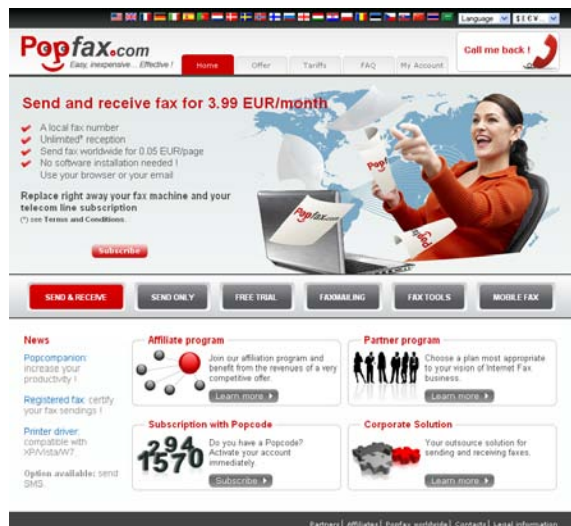 Language
$ | € | ¥ ...
Popfax.com
Easy, inexpensive ... Effective !
Home
Offer
Tariffs
FAQ
My Account
Call me back !
Send and receive fax for 3.99 EUR/month
A local fax number
Unlimited* reception
Send fax worldwide for 0.05 EUR/page
No software installation needed !
Use your browser or your email
Replace right away your fax machine and your
telecom line subscription
(*) see Terms and Conditions.
Subscribe
Pop!
Popfax.com
Popfax
SEND & RECEIVE
SEND ONLY
FREE TRIAL
FAXMAILING
FAX TOOLS
MOBILE FAX
News
Popcompanion:
increase your
productivity !
Registered fax: certify
your fax sendings !
Printer driver:
compatible with
XP/Vista/W7
Option available: send
SMS.
Affiliate program
Join our affiliation program and
benefit from the revenues of a very
competitive offer.
Learn more
Partner program
Choose a plan most appropriate
to your vision of Internet Fax
business.
Learn more
Subscription with Popcode
294
1570
Do you have a Popcode?
Activate your account
immediately.
Subscribe
Corporate Solution
Your outsource solution for
sending and receiving faxes.
Learn more
Partners| Affiliates| Popfax worldwide| Contacts| Legal information